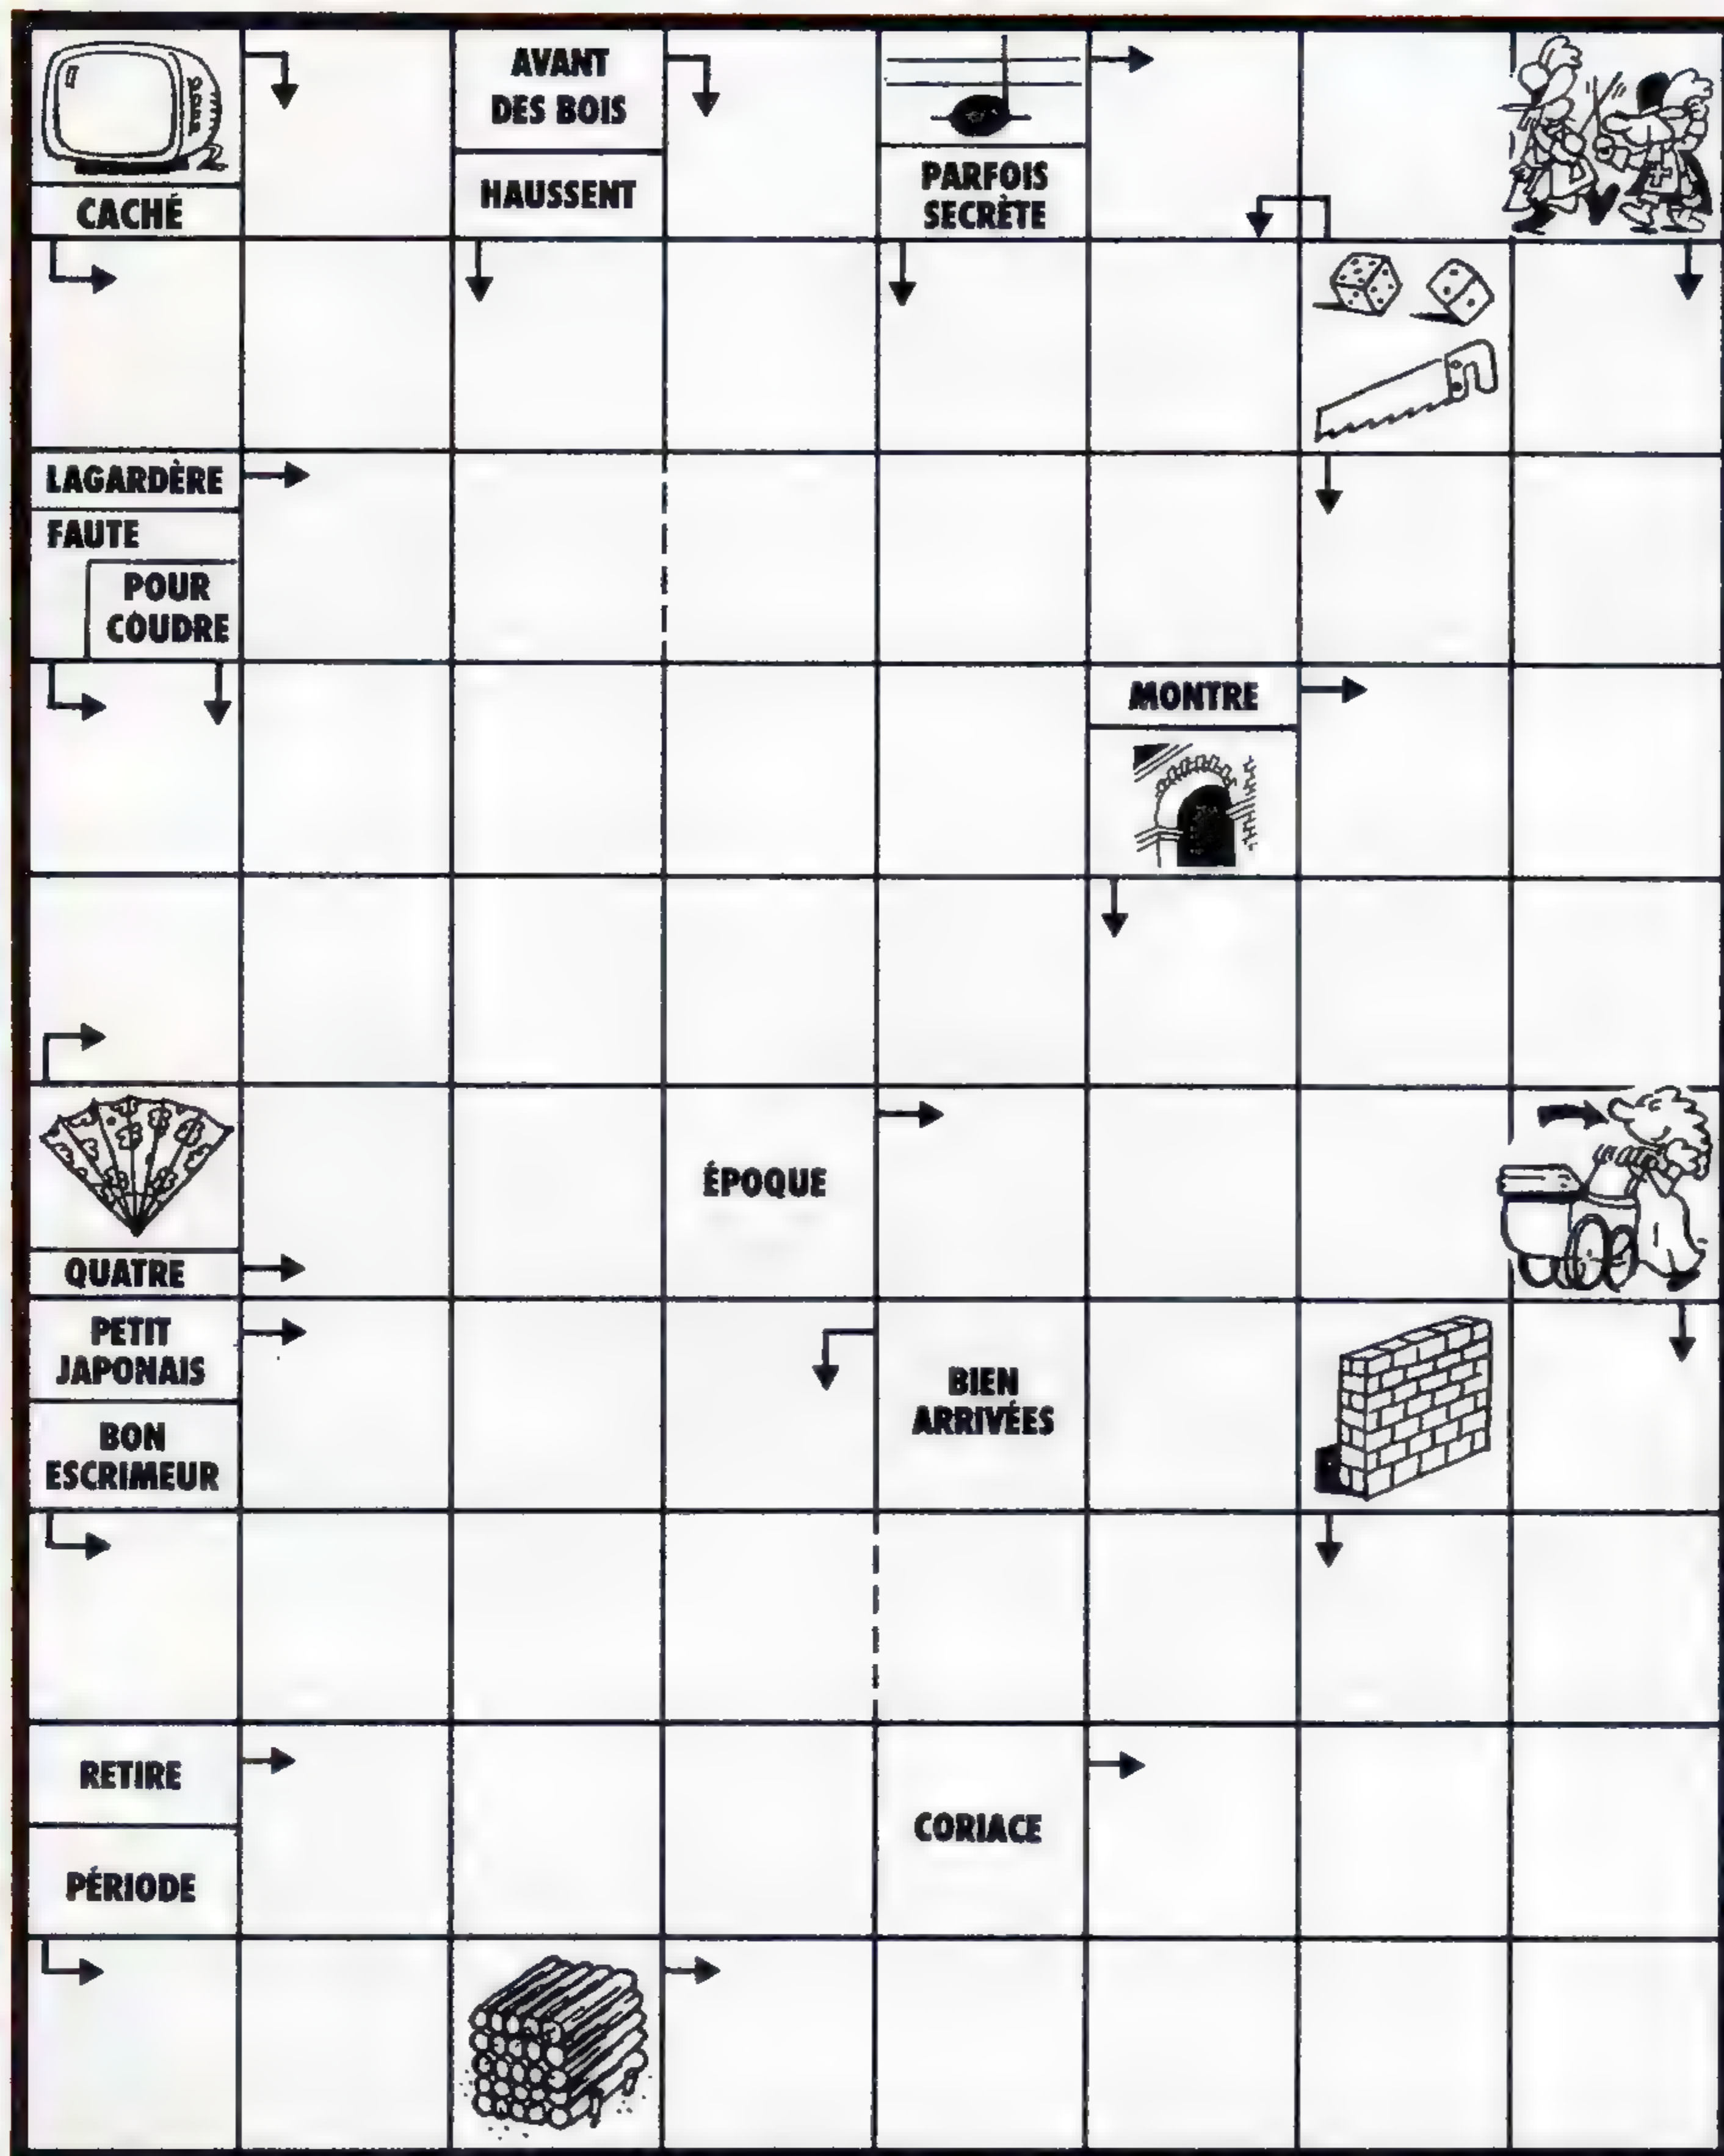 AVANT
DES BOIS
HAUSSENT
PARFOIS
SECRÈTE
CACHÉ
LAGARDÈRE
FAUTE
POUR
COUDRE
MONTRE
ÉPOQUE
QUATRE
PETIT
JAPONAIS
BON
ESCRIMEUR
BIEN
ARRIVÉES
RETIRE
PÉRIODE
CORIACE